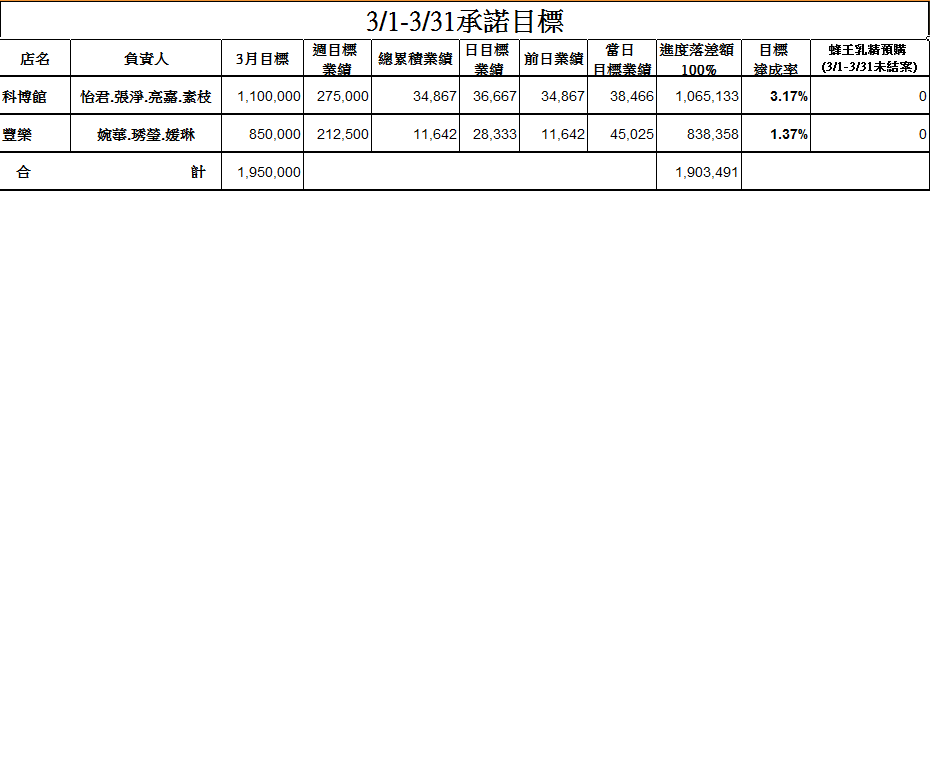 3/1-3/31承諾目標
店名 負責人 3月目標 週目標業績 總累積業績 日目標業績 前日業績 當日目標業績 進度落差額100% 目標達成率 蜂王乳精預購(3/1-3/31未結案)
科博館 怡君.張淨.亮嘉.素枝 1,100,000 275,000 34,867 36,667 34,867 38,466 1,065,133 3.17% 0
豐樂 婉華.琇瑩.媛琳 850,000 212,500 11,642 28,333 11,642 45,025 838,358 1.37% 0
合 計 1,950,000 1,903,491